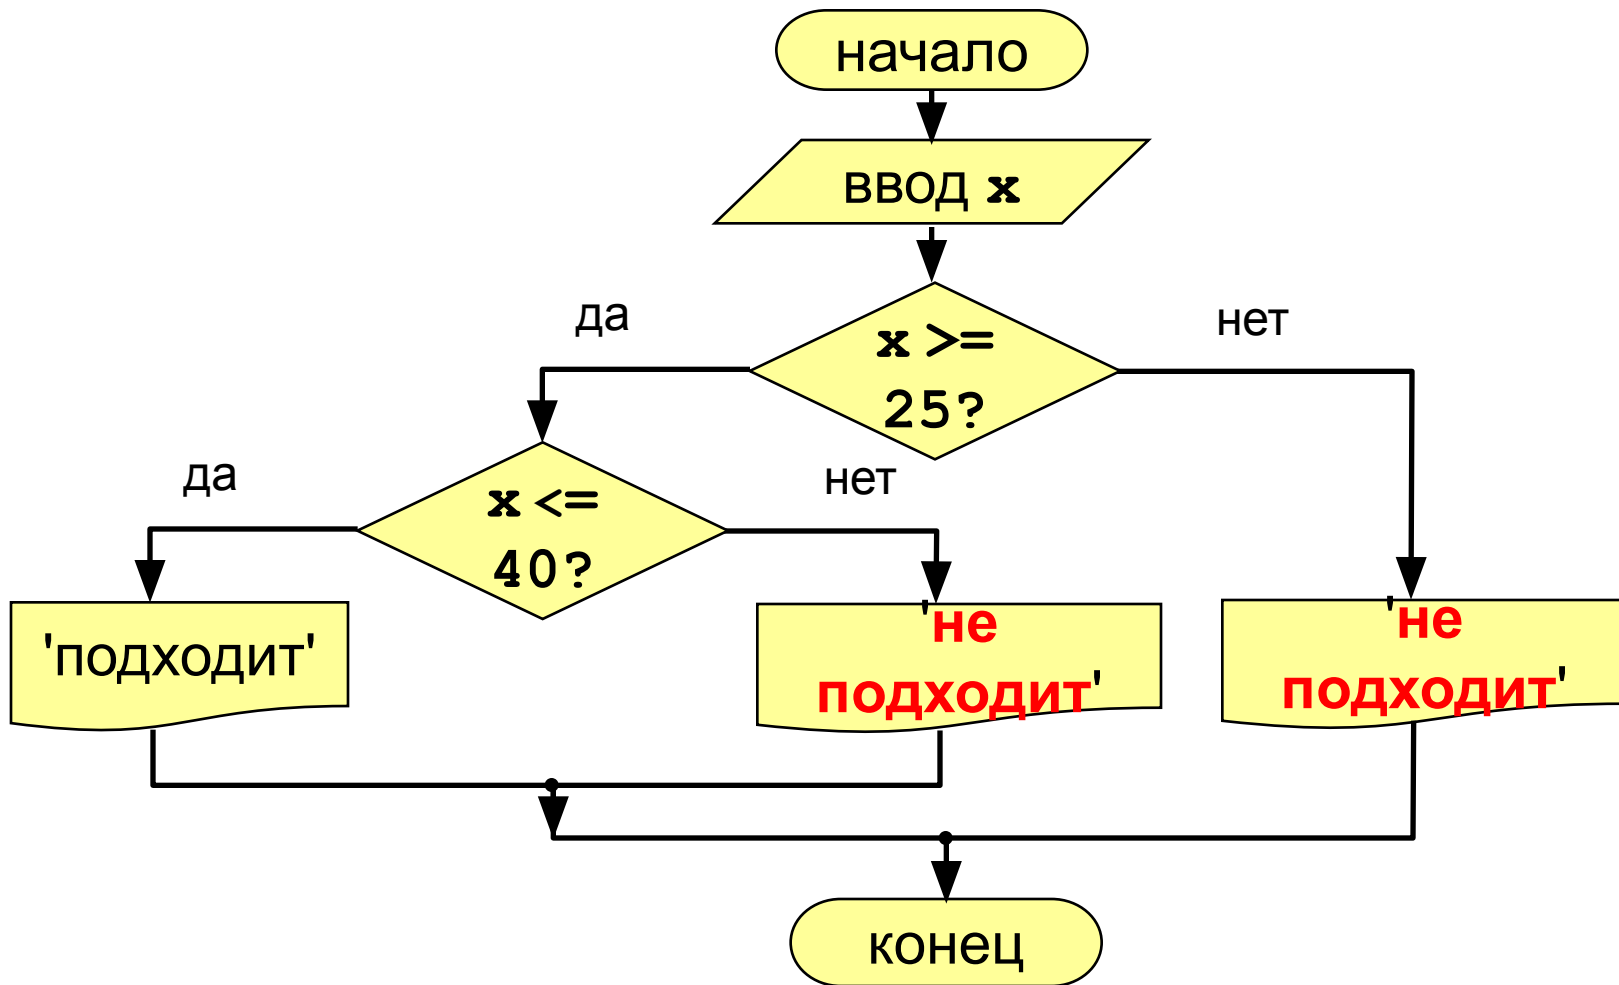 начало
ввод x
да
нет
x >=
25?
да
нет
x <=
40?
'подходит'
'не
подходит'
'не
подходит'
конец